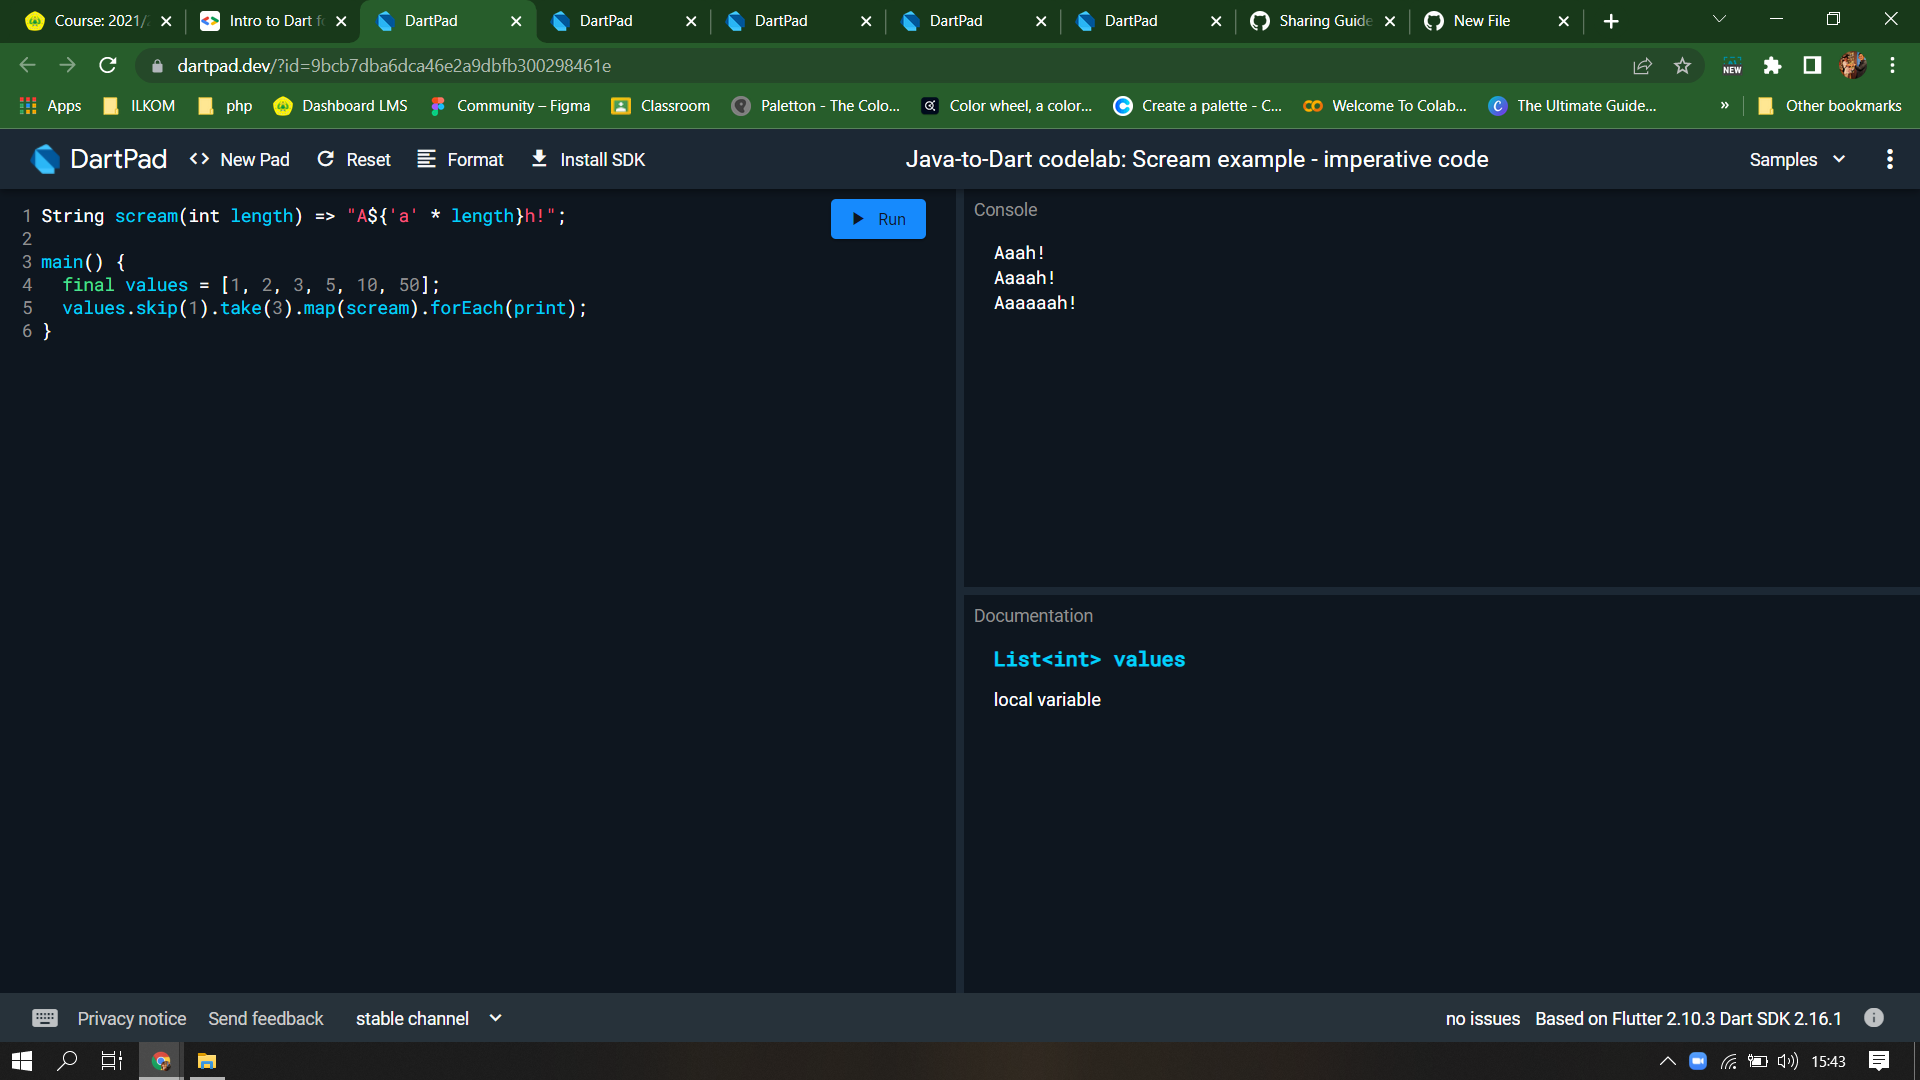 Course: 2021/
Intro to Dart fo
DartPad
DartPad
DartPad
DartPad
DartPad
Sharing Guide
New File
dartpad.dev/?id=9bcb7dba6dca46e2a9dbfb300298461e
NEW
Apps
ILKOM
php
Dashboard LMS
Community – Figma
Classroom
Paletton - The Colo...
Color wheel, a color...
Create a palette - C...
Welcome To Colab...
The Ultimate Guide...
»
Other bookmarks
DartPad
<> New Pad
Reset
Format
Install SDK
Java-to-Dart codelab: Scream example - imperative code
Samples
1 String scream(int length) => "A${'a' * length}h!";
2
3 main() {
4   final values = [1, 2, 3, 5, 10, 50];
5   values.skip(1).take(3).map(scream).forEach(print);
6 }
Run
Console
Aaah!
Aaaah!
Aaaaaah!
Documentation
List<int> values
local variable
Privacy notice
Send feedback
stable channel
no issues
Based on Flutter 2.10.3 Dart SDK 2.16.1
15:43